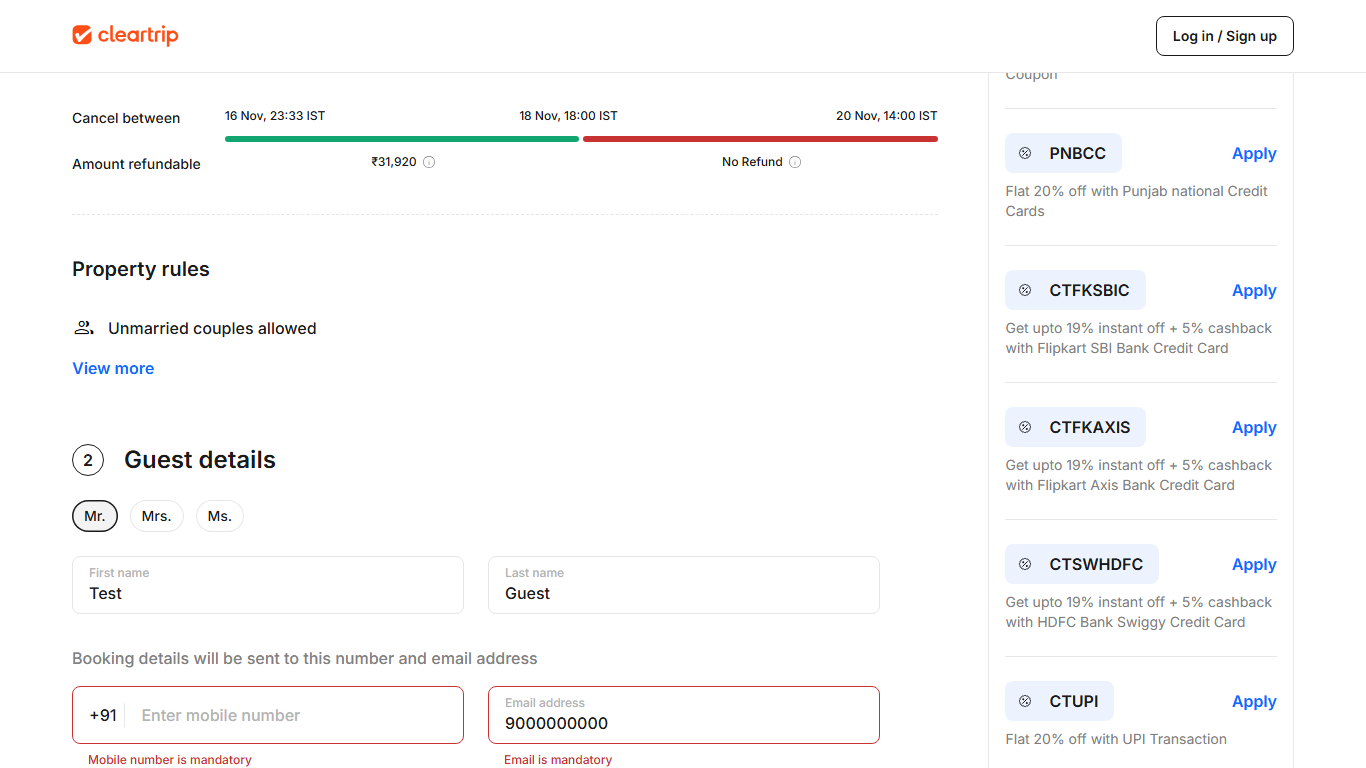 cleartrip
Log in / Sign up
Cancel between
16 Nov, 23:33 IST
18 Nov, 18:00 IST
20 Nov, 14:00 IST
Amount refundable
₹31,920
No Refund
Property rules
Unmarried couples allowed
View more
2
Guest details
Mr.
Mrs.
Ms.
First name
Test
Last name
Guest
Booking details will be sent to this number and email address
+91
Enter mobile number
Mobile number is mandatory
Email address
9000000000
Email is mandatory
Coupon
PNBCC
Apply
Flat 20% off with Punjab national Credit
Cards
CTFKSBIC
Apply
Get upto 19% instant off + 5% cashback
with Flipkart SBI Bank Credit Card
CTFKAXIS
Apply
Get upto 19% instant off + 5% cashback
with Flipkart Axis Bank Credit Card
CTSWHDFC
Apply
Get upto 19% instant off + 5% cashback
with HDFC Bank Swiggy Credit Card
CTUPI
Apply
Flat 20% off with UPI Transaction